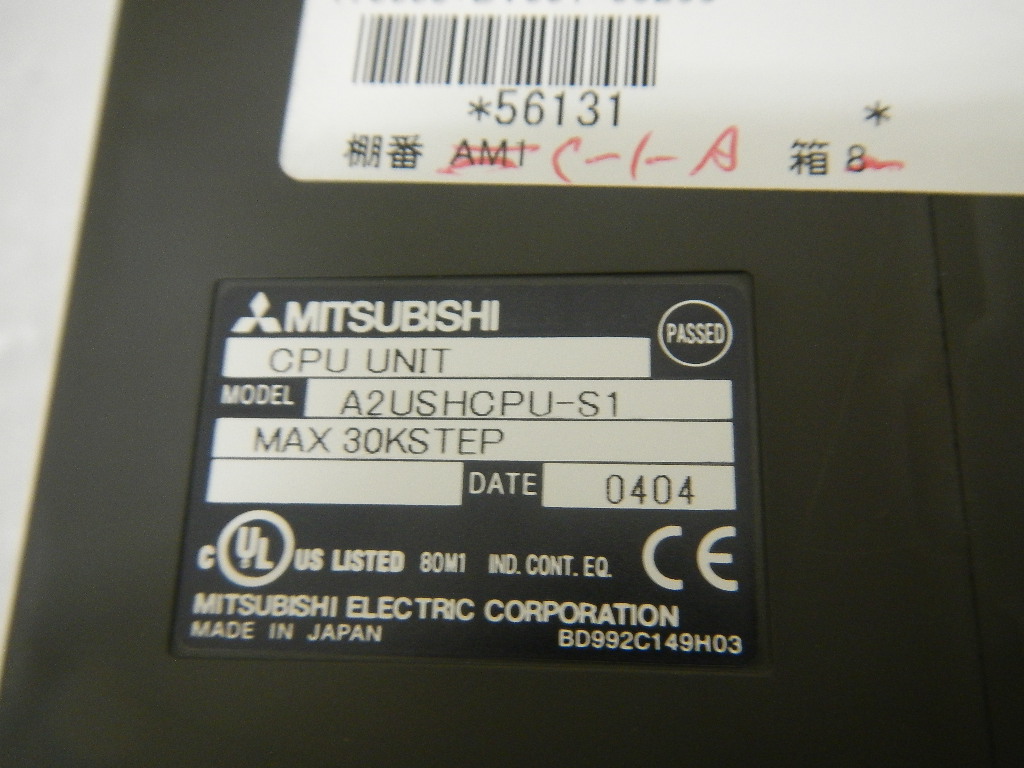 *56131 *
棚番 AM1 C-1-A 箱 8
MITSUBISHI
PASSED
CPU UNIT
MODEL A2USHCPU-S1
MAX 30KSTEP
DATE 0404
C UL US LISTED 80M1 IND. CONT. EQ. CE
MITSUBISHI ELECTRIC CORPORATION
MADE IN JAPAN BD992C149H03